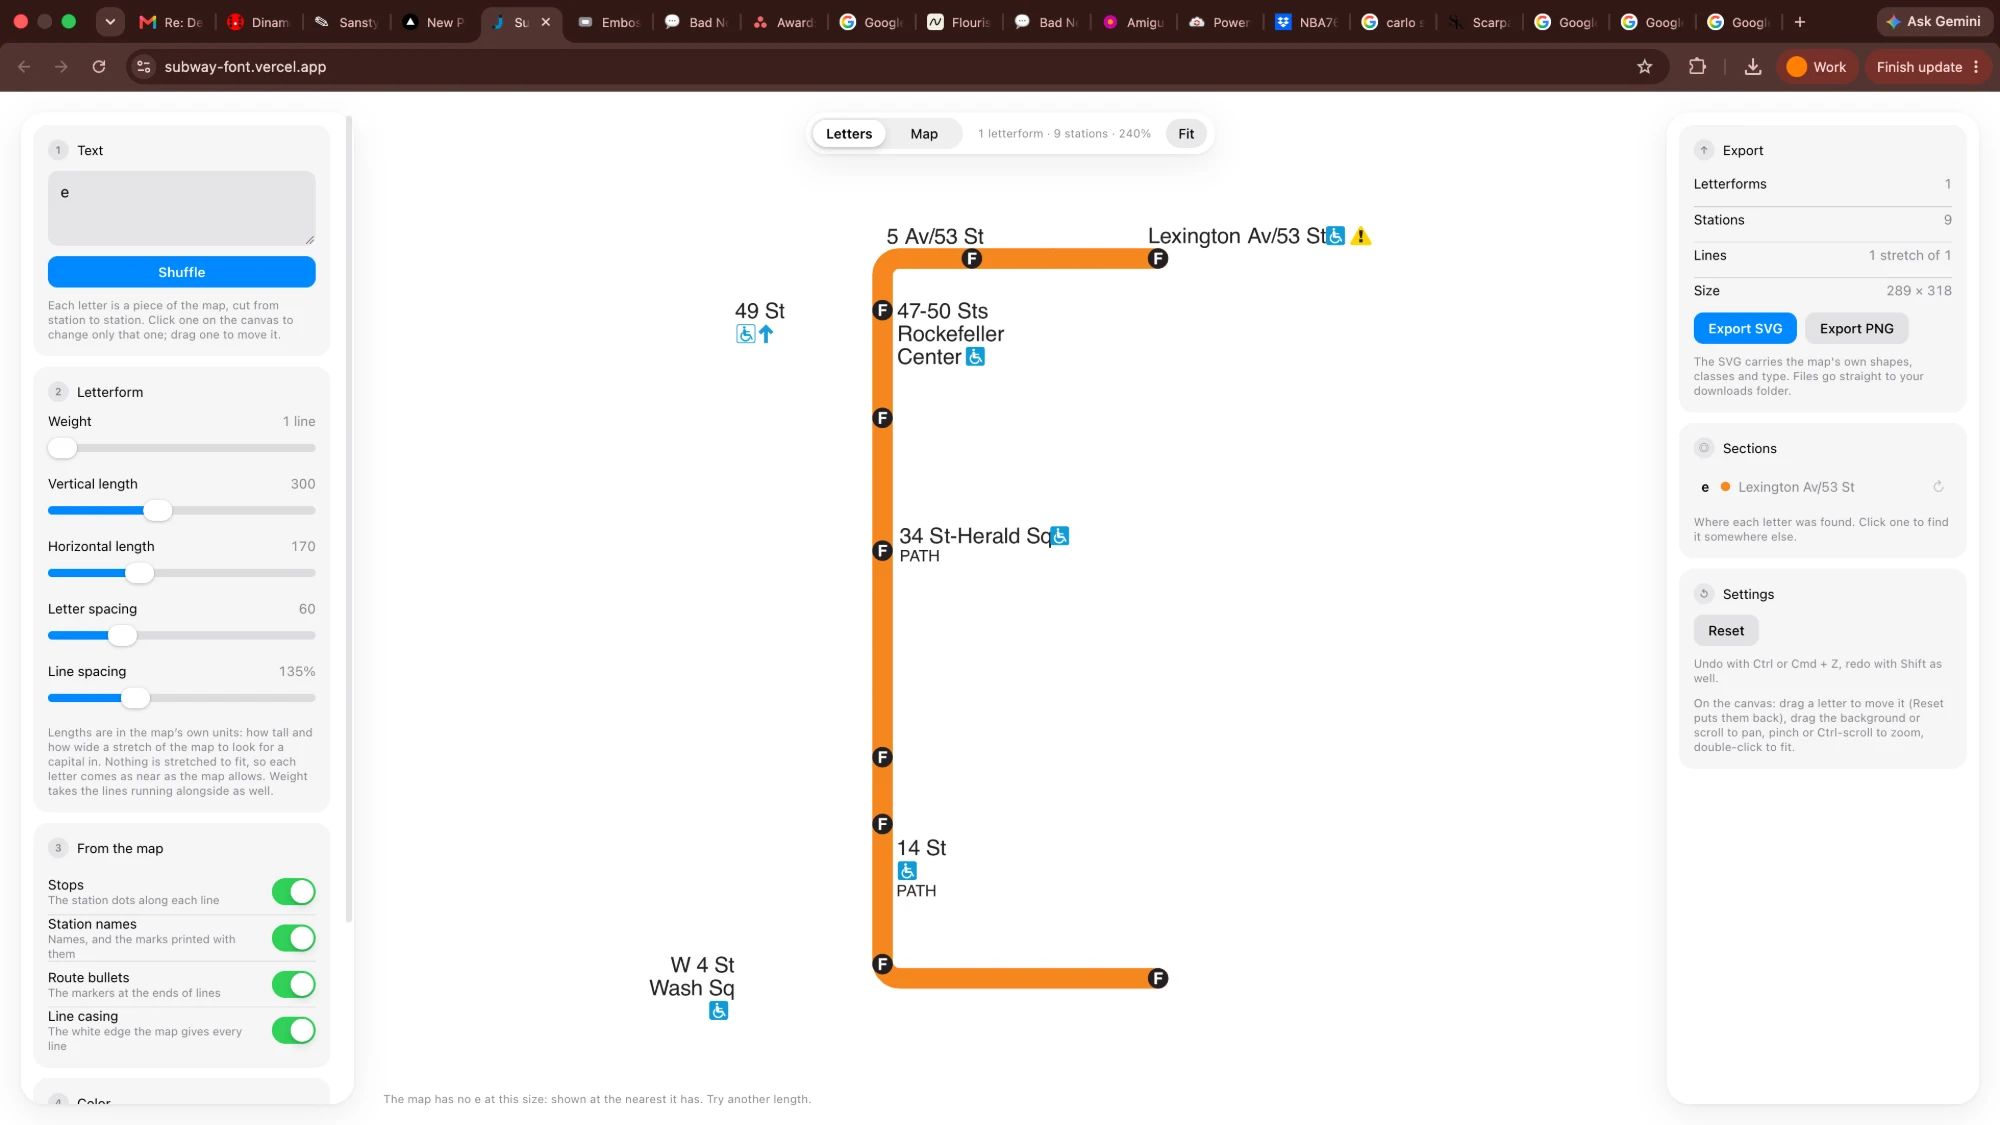 Re: De
Dinam
Sansty
New P
Su
Embos
Bad N
Award
Googl
Flouris
Bad N
Amigu
Power
NBA76
carlo s
Scarp
Googl
Googl
Googl
Ask Gemini
subway-font.vercel.app
Work
Finish update
1 Text
e
Shuffle
Each letter is a piece of the map, cut from
station to station. Click one on the canvas to
change only that one; drag one to move it.
2 Letterform
Weight 1 line
Vertical length 300
Horizontal length 170
Letter spacing 60
Line spacing 135%
Lengths are in the map's own units: how tall and
how wide a stretch of the map to look for a
capital in. Nothing is stretched to fit, so each
letter comes as near as the map allows. Weight
takes the lines running alongside as well.
3 From the map
Stops
The station dots along each line
Station names
Names, and the marks printed with
them
Route bullets
The markers at the ends of lines
Line casing
The white edge the map gives every
line
4 Color
Letters Map 1 letterform · 9 stations · 240% Fit
5 Av/53 St
Lexington Av/53 St
F
F
49 St
F
47-50 Sts
Rockefeller
Center
F
F
34 St-Herald Sq
PATH
F
F
14 St
PATH
W 4 St
Wash Sq
F
F
The map has no e at this size: shown at the nearest it has. Try another length.
Export
Letterforms 1
Stations 9
Lines 1 stretch of 1
Size 289 × 318
Export SVG Export PNG
The SVG carries the map's own shapes,
classes and type. Files go straight to your
downloads folder.
Sections
e Lexington Av/53 St
Where each letter was found. Click one to find
it somewhere else.
Settings
Reset
Undo with Ctrl or Cmd + Z, redo with Shift as
well.
On the canvas: drag a letter to move it (Reset
puts them back), drag the background or
scroll to pan, pinch or Ctrl-scroll to zoom,
double-click to fit.